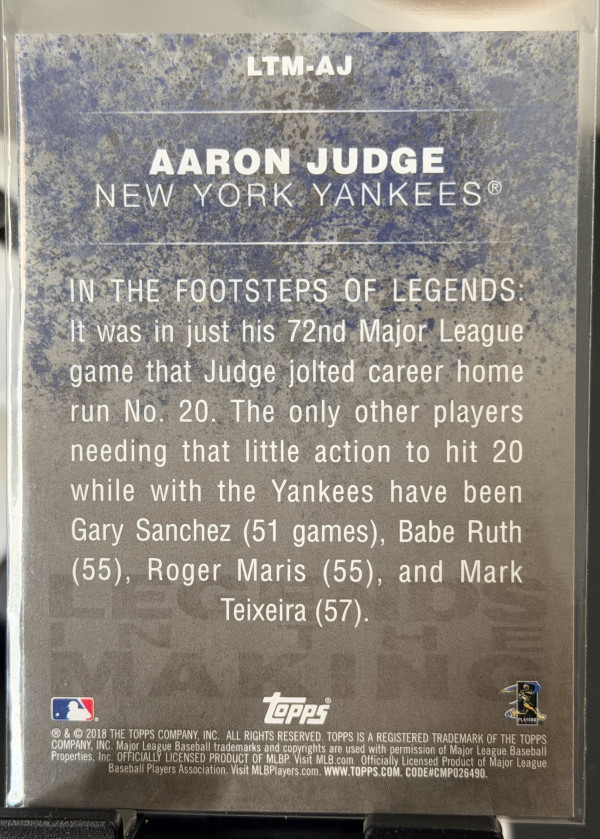 LTM-AJ
AARON JUDGE
NEW YORK YANKEES®
IN THE FOOTSTEPS OF LEGENDS:
It was in just his 72nd Major League
game that Judge jolted career home
run No. 20. The only other players
needing that little action to hit 20
while with the Yankees have been
Gary Sanchez (51 games), Babe Ruth
(55), Roger Maris (55), and Mark
Teixeira (57).
LEGENDS
IN THE
MAKING
Topps®
PLAYERS
® & © 2018 THE TOPPS COMPANY, INC. ALL RIGHTS RESERVED. TOPPS IS A REGISTERED TRADEMARK OF THE TOPPS
COMPANY, INC. Major League Baseball trademarks and copyrights are used with permission of Major League Baseball
Properties, Inc. OFFICIALLY LICENSED PRODUCT OF MLBP. Visit MLB.com Officially Licensed Product of Major League
Baseball Players Association. Visit MLBPlayers.com. WWW.TOPPS.COM. CODE#CMP026490.